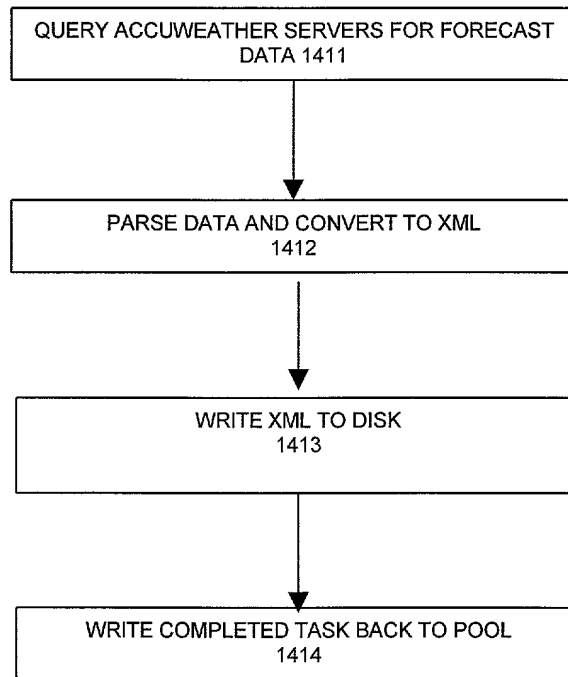 QUERY ACCUWEATHER SERVERS FOR FORECAST
DATA 1411
PARSE DATA AND CONVERT TO XML
1412
WRITE XML TO DISK
1413
WRITE COMPLETED TASK BACK TO POOL
1414